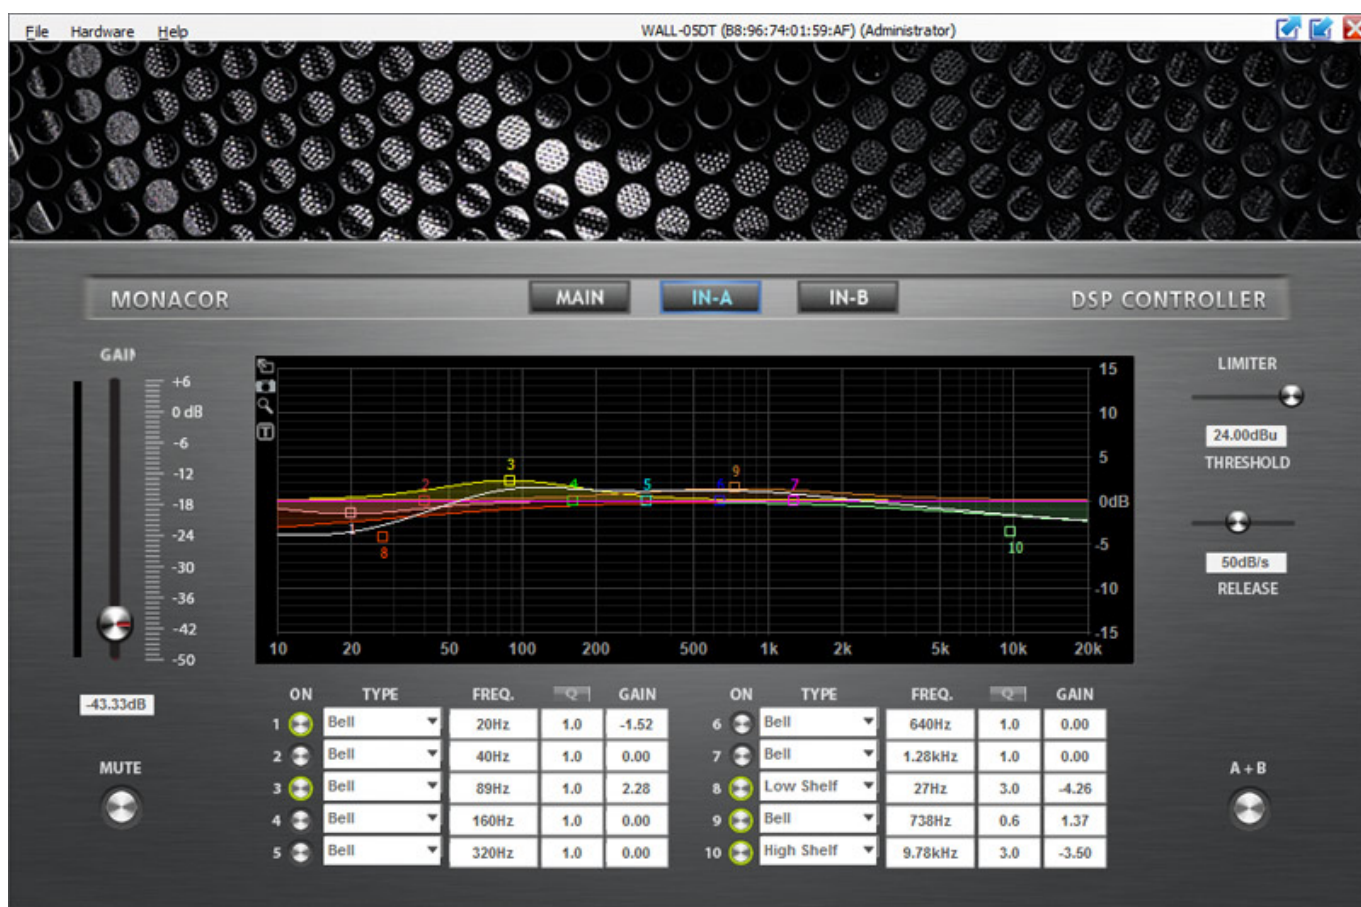 File Hardware Help WALL-05DT (B8:96:74:01:59:AF) (Administrator)
MONACOR MAIN IN-A IN-B DSP CONTROLLER
GAIN
+6
0 dB
-6
-12
-18
-24
-30
-36
-42
-50
-43.33dB
MUTE
T
15
10
5
0dB
-5
-10
-15
1
2
3
4
5
6
7
8
9
10
10 20 50 100 200 500 1k 2k 5k 10k 20k
LIMITER
24.00dBu
THRESHOLD
50dB/s
RELEASE
A + B
ON TYPE FREQ. Q GAIN
1 Bell 20Hz 1.0 -1.52
2 Bell 40Hz 1.0 0.00
3 Bell 89Hz 1.0 2.28
4 Bell 160Hz 1.0 0.00
5 Bell 320Hz 1.0 0.00
ON TYPE FREQ. Q GAIN
6 Bell 640Hz 1.0 0.00
7 Bell 1.28kHz 1.0 0.00
8 Low Shelf 27Hz 3.0 -4.26
9 Bell 738Hz 0.6 1.37
10 High Shelf 9.78kHz 3.0 -3.50